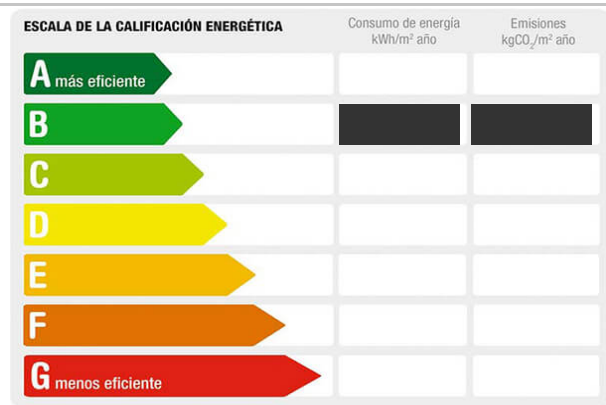 ESCALA DE LA CALIFICACIÓN ENERGÉTICA
Consumo de energía
kWh/m² año
Emisiones
kgCO₂/m² año
A más eficiente
B
C
D
E
F
G menos eficiente